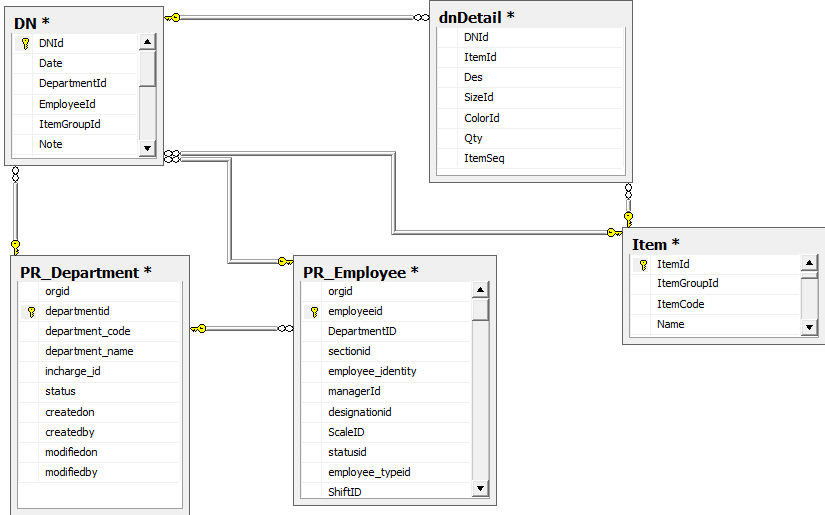 DN *
DNId
Date
DepartmentId
EmployeeId
ItemGroupId
Note
dnDetail *
DNId
ItemId
Des
SizeId
ColorId
Qty
ItemSeq
PR_Department *
orgid
departmentid
department_code
department_name
incharge_id
status
createdon
createdby
modifiedon
modifiedby
PR_Employee *
orgid
employeeid
DepartmentID
sectionid
employee_identity
managerId
designationid
ScaleID
statusid
employee_typeid
ShiftID
Item *
ItemId
ItemGroupId
ItemCode
Name